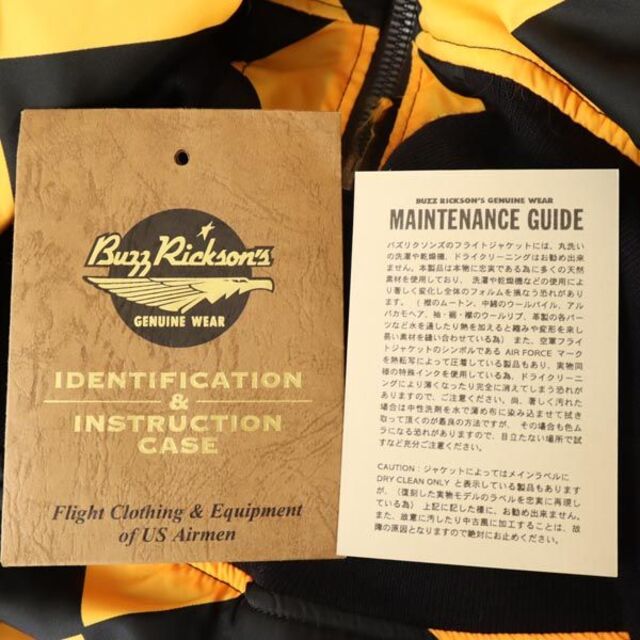 Buzz Rickson's
GENUINE WEAR
IDENTIFICATION
&
INSTRUCTION
CASE
Flight Clothing & Equipment
of US Airmen
BUZZ RICKSON'S GENUINE WEAR
MAINTENANCE GUIDE
バズリクソンズのフライトジャケットには、丸洗い
の洗濯や乾燥機、ドライクリーニングはお勧め出来
ません。本製品は本物に忠実である為に多くの天然
素材を使用しており、 洗濯や乾燥機などの使用によ
り著しく変化し全体のフォルムを損なう恐れがあり
ます。 ( 襟のムートン、中綿のウールパイル、アル
パカモヘア、袖・裾・襟のウールリブ、革製の各パー
ツなど水を通したり熱を加えると縮みや変形を来し
易い素材を縫い合わせている為) また、空軍フライ
トジャケットのシンボルである AIR FORCE マーク
を熱転写によって圧着している製品もあり、実物同
様の特殊インクを使用している為、ドライクリーニ
ングにより薄くなったり完全に消えてしまう恐れが
ありますので、ご注意ください。尚、著しく汚れた
場合は中性洗剤を水で薄め布に染み込ませて拭き
取って頂くのが最良の方法ですが、 その場合も色ム
ラになる恐れがありますので、目立たない場所で試
すなど充分ご注意ください。
CAUTION : ジャケットによってはメインラベルに
DRY CLEAN ONLY と表示している製品もあります
が、(復刻した実物モデルのラベルを忠実に再現し
ている為) 上記に記した様に、お勧め出来ません。
また、故意に汚したり中古風に加工することは、故
障の原因となりますので絶対にお止めください。